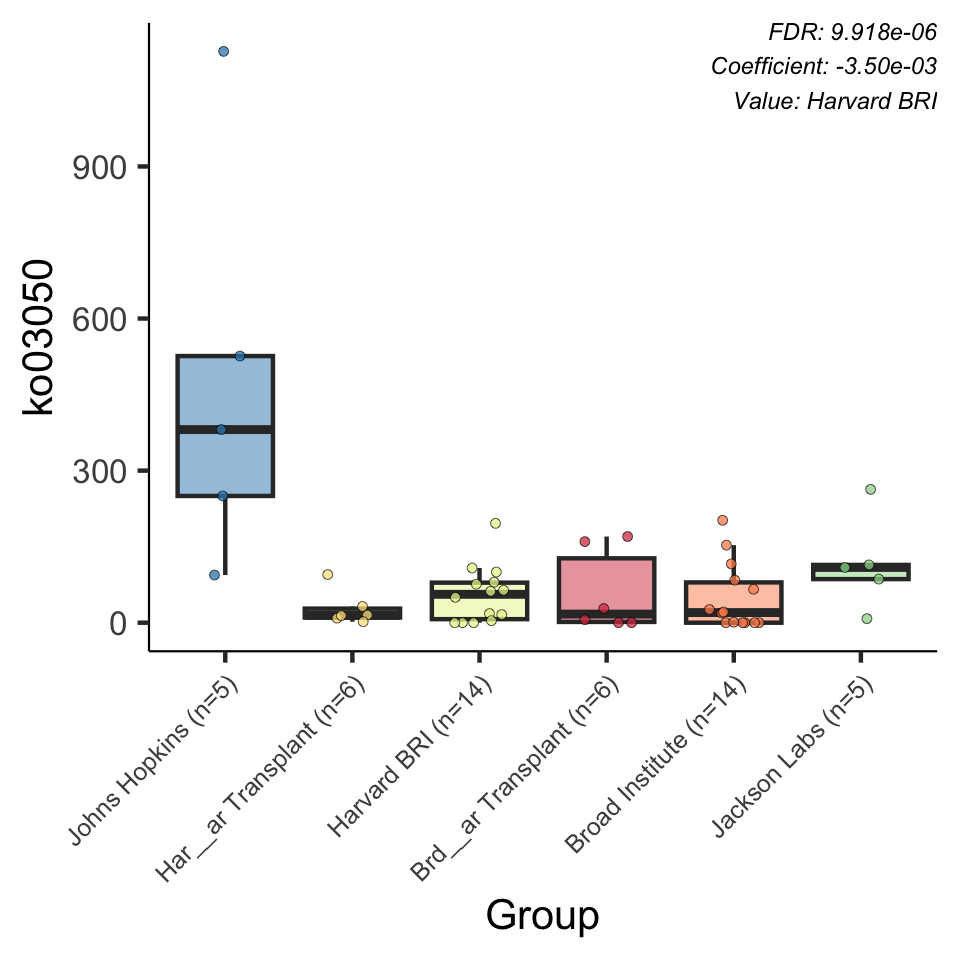 FDR: 9.918e-06
Coefficient: -3.50e-03
Value: Harvard BRI
900
600
300
0
ko03050
Johns Hopkins (n=5)
Har__ar Transplant (n=6)
Harvard BRI (n=14)
Brd__ar Transplant (n=6)
Broad Institute (n=14)
Jackson Labs (n=5)
Group